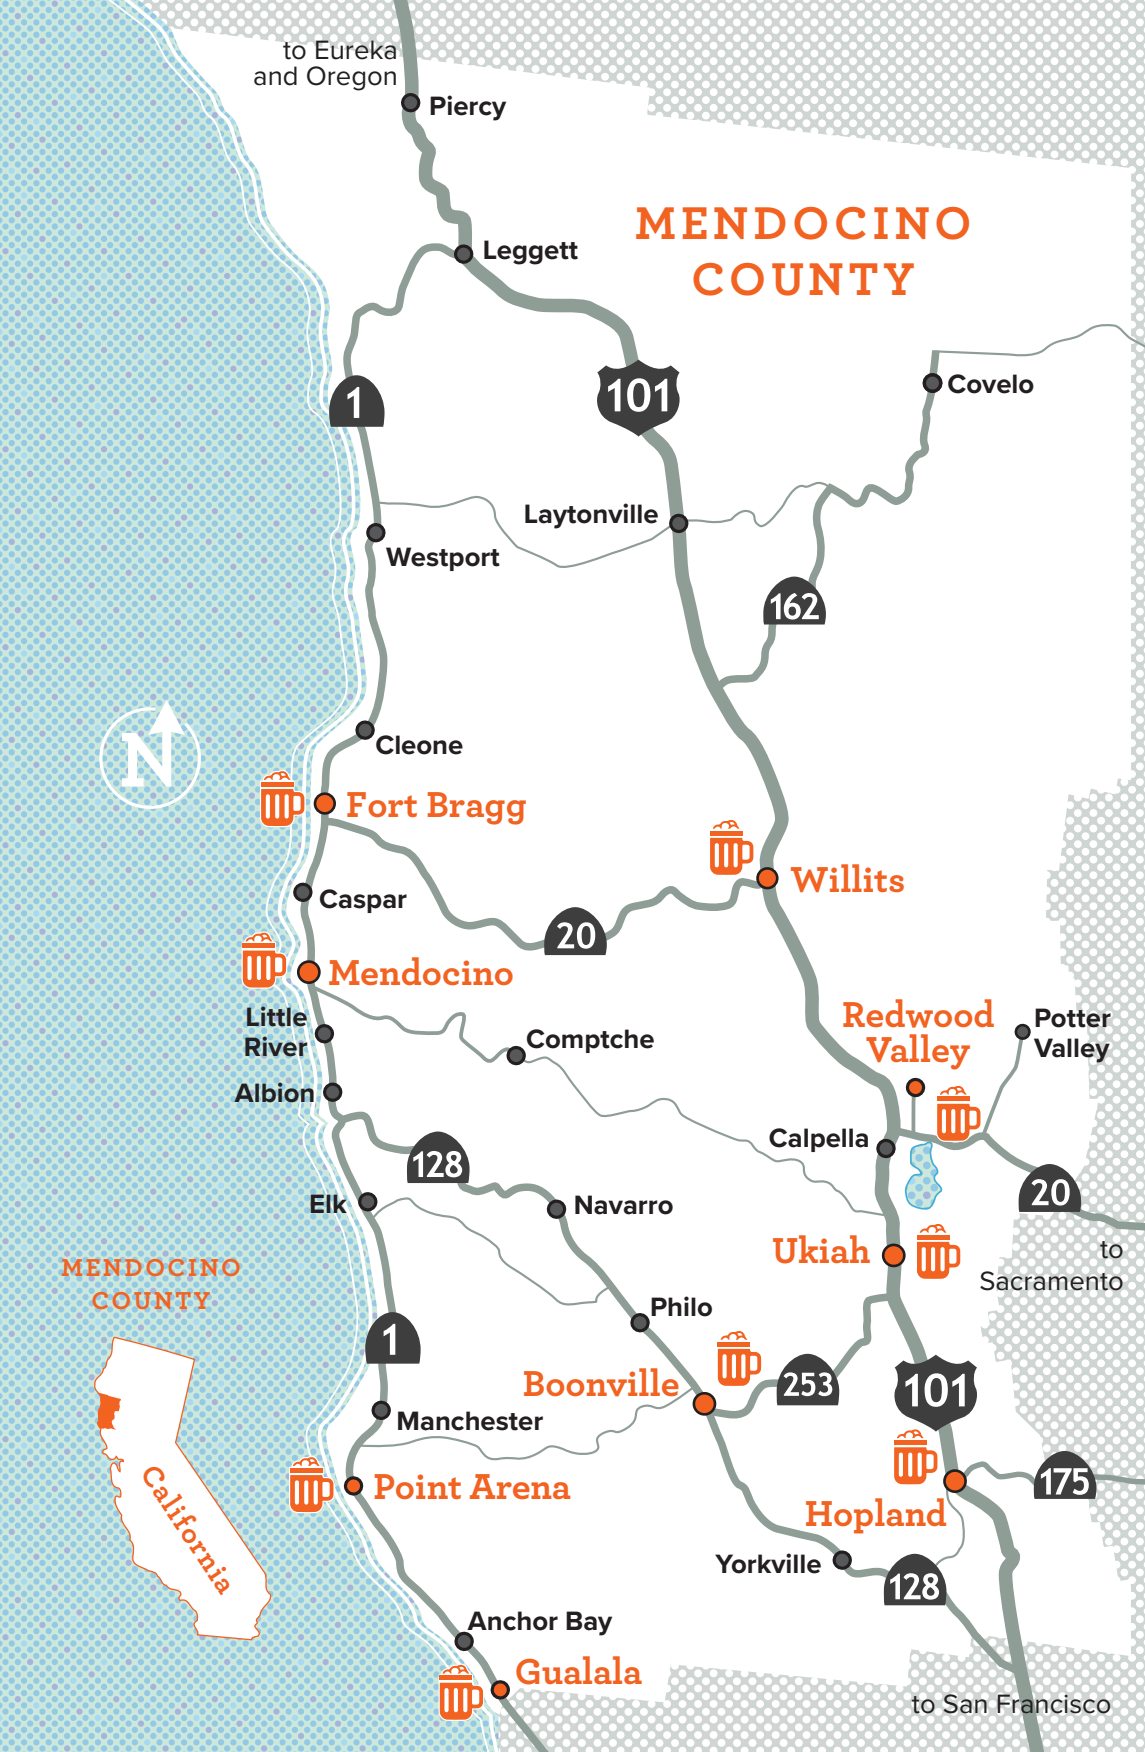 to Eureka
and Oregon
Piercy
MENDOCINO
COUNTY
Leggett
Covelo
1
101
Laytonville
Westport
162
Cleone
N
Fort Bragg
Willits
Caspar
20
Mendocino
Redwood
Valley
Potter
Valley
Little
River
Comptche
Albion
Calpella
128
20
Elk
Navarro
Ukiah
to
Sacramento
MENDOCINO
COUNTY
Philo
1
Boonville
253
101
Manchester
California
Point Arena
175
Hopland
Yorkville
128
Anchor Bay
Gualala
to San Francisco